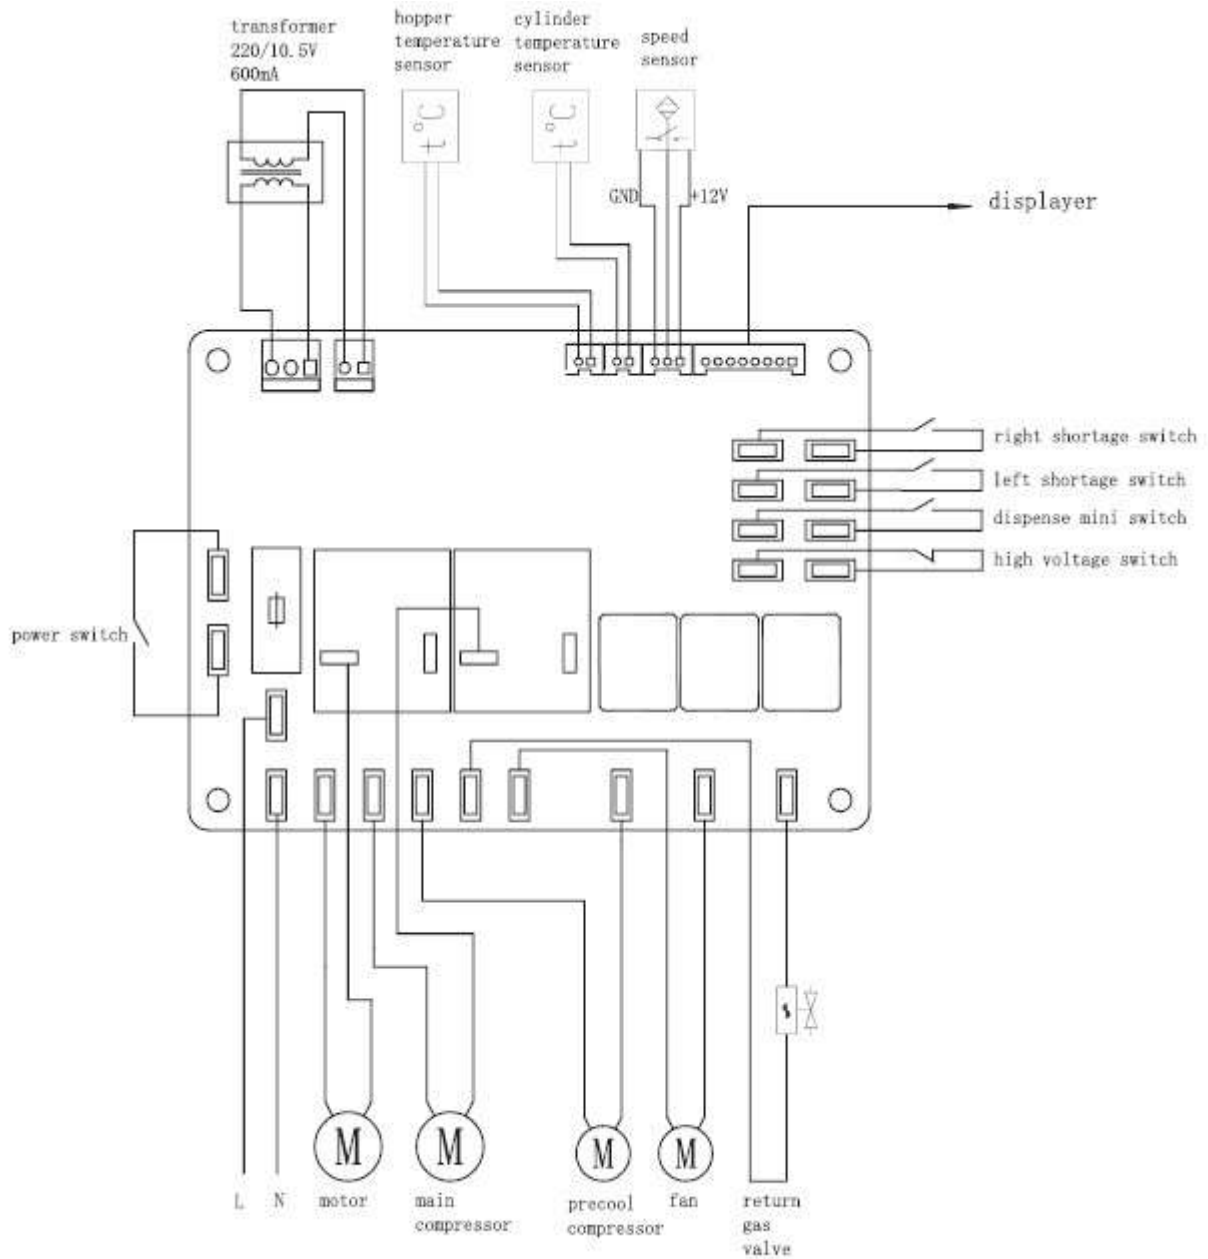 transformer
220/10.5V
600mA
hopper
temperature
sensor
cylinder
temperature
sensor
speed
sensor
t°C
t°C
GND
+12V
displayer
right shortage switch
left shortage switch
dispense mini switch
high voltage switch
power switch
M
M
M
M
L
N
motor
main
compressor
precool
compressor
fan
return
gas
valve